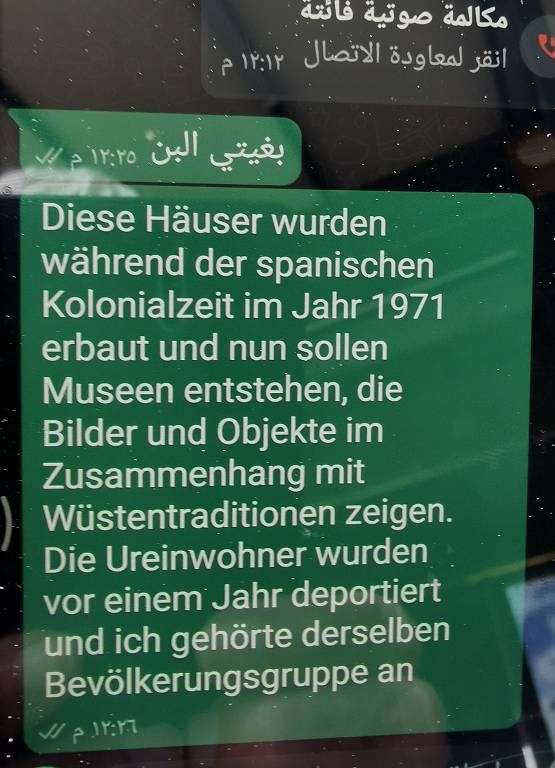 مكالمة صوتية فائتة
انقر لمعاودة الاتصال ١٢:١٢ م
بغيتي البن ١٢:٢٥ م
Diese Häuser wurden
während der spanischen
Kolonialzeit im Jahr 1971
erbaut und nun sollen
Museen entstehen, die
Bilder und Objekte im
Zusammenhang mit
Wüstentraditionen zeigen.
Die Ureinwohner wurden
vor einem Jahr deportiert
und ich gehörte derselben
Bevölkerungsgruppe an
١٢:٢٦ م